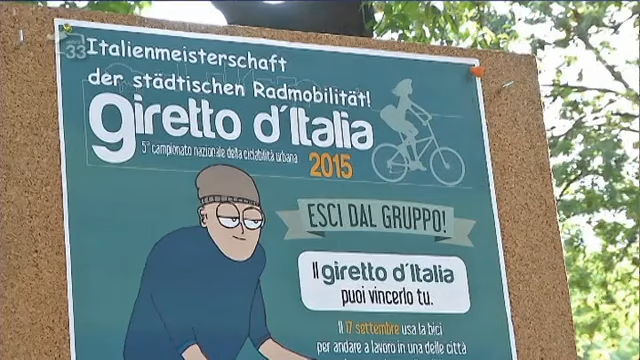 33
Italienmeisterschaft
der städtischen Radmobilität!
giretto d'Italia
5° campionato nazionale della ciclabilità urbana
2015
ESCI DAL GRUPPO!
Il giretto d'Italia
puoi vincerlo tu.
Il 17 settembre usa la bici
per andare a lavoro in una delle città